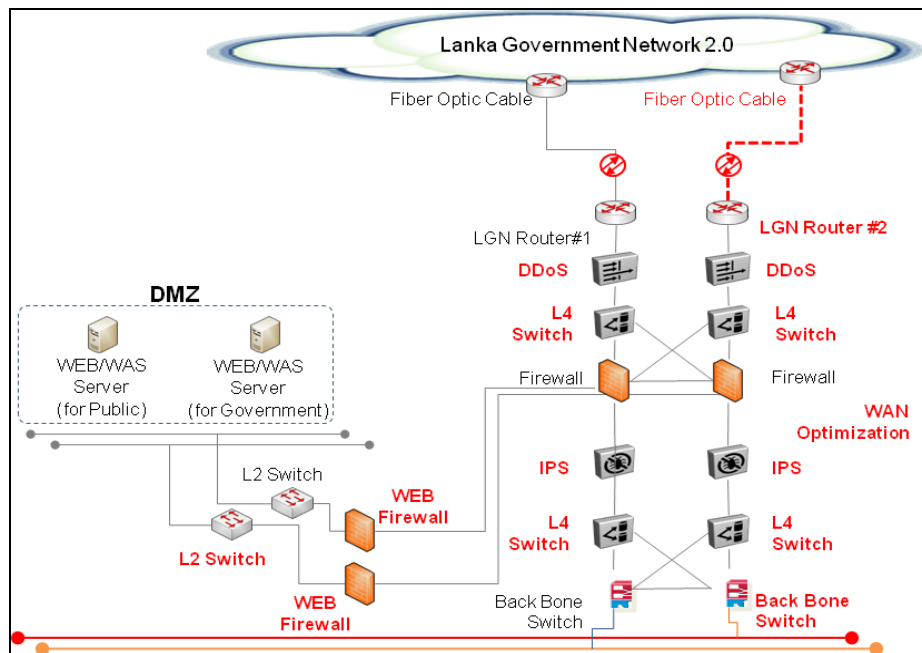 Lanka Government Network 2.0
Fiber Optic Cable
Fiber Optic Cable
LGN Router#1
LGN Router #2
DDoS
DDoS
DMZ
L4
Switch
L4
Switch
WEB/WAS
Server
(for Public)
WEB/WAS
Server
(for Government)
Firewall
Firewall
WAN
Optimization
IPS
IPS
L2 Switch
WEB
Firewall
L2 Switch
L4
Switch
L4
Switch
WEB
Firewall
Back Bone
Switch
Back Bone
Switch